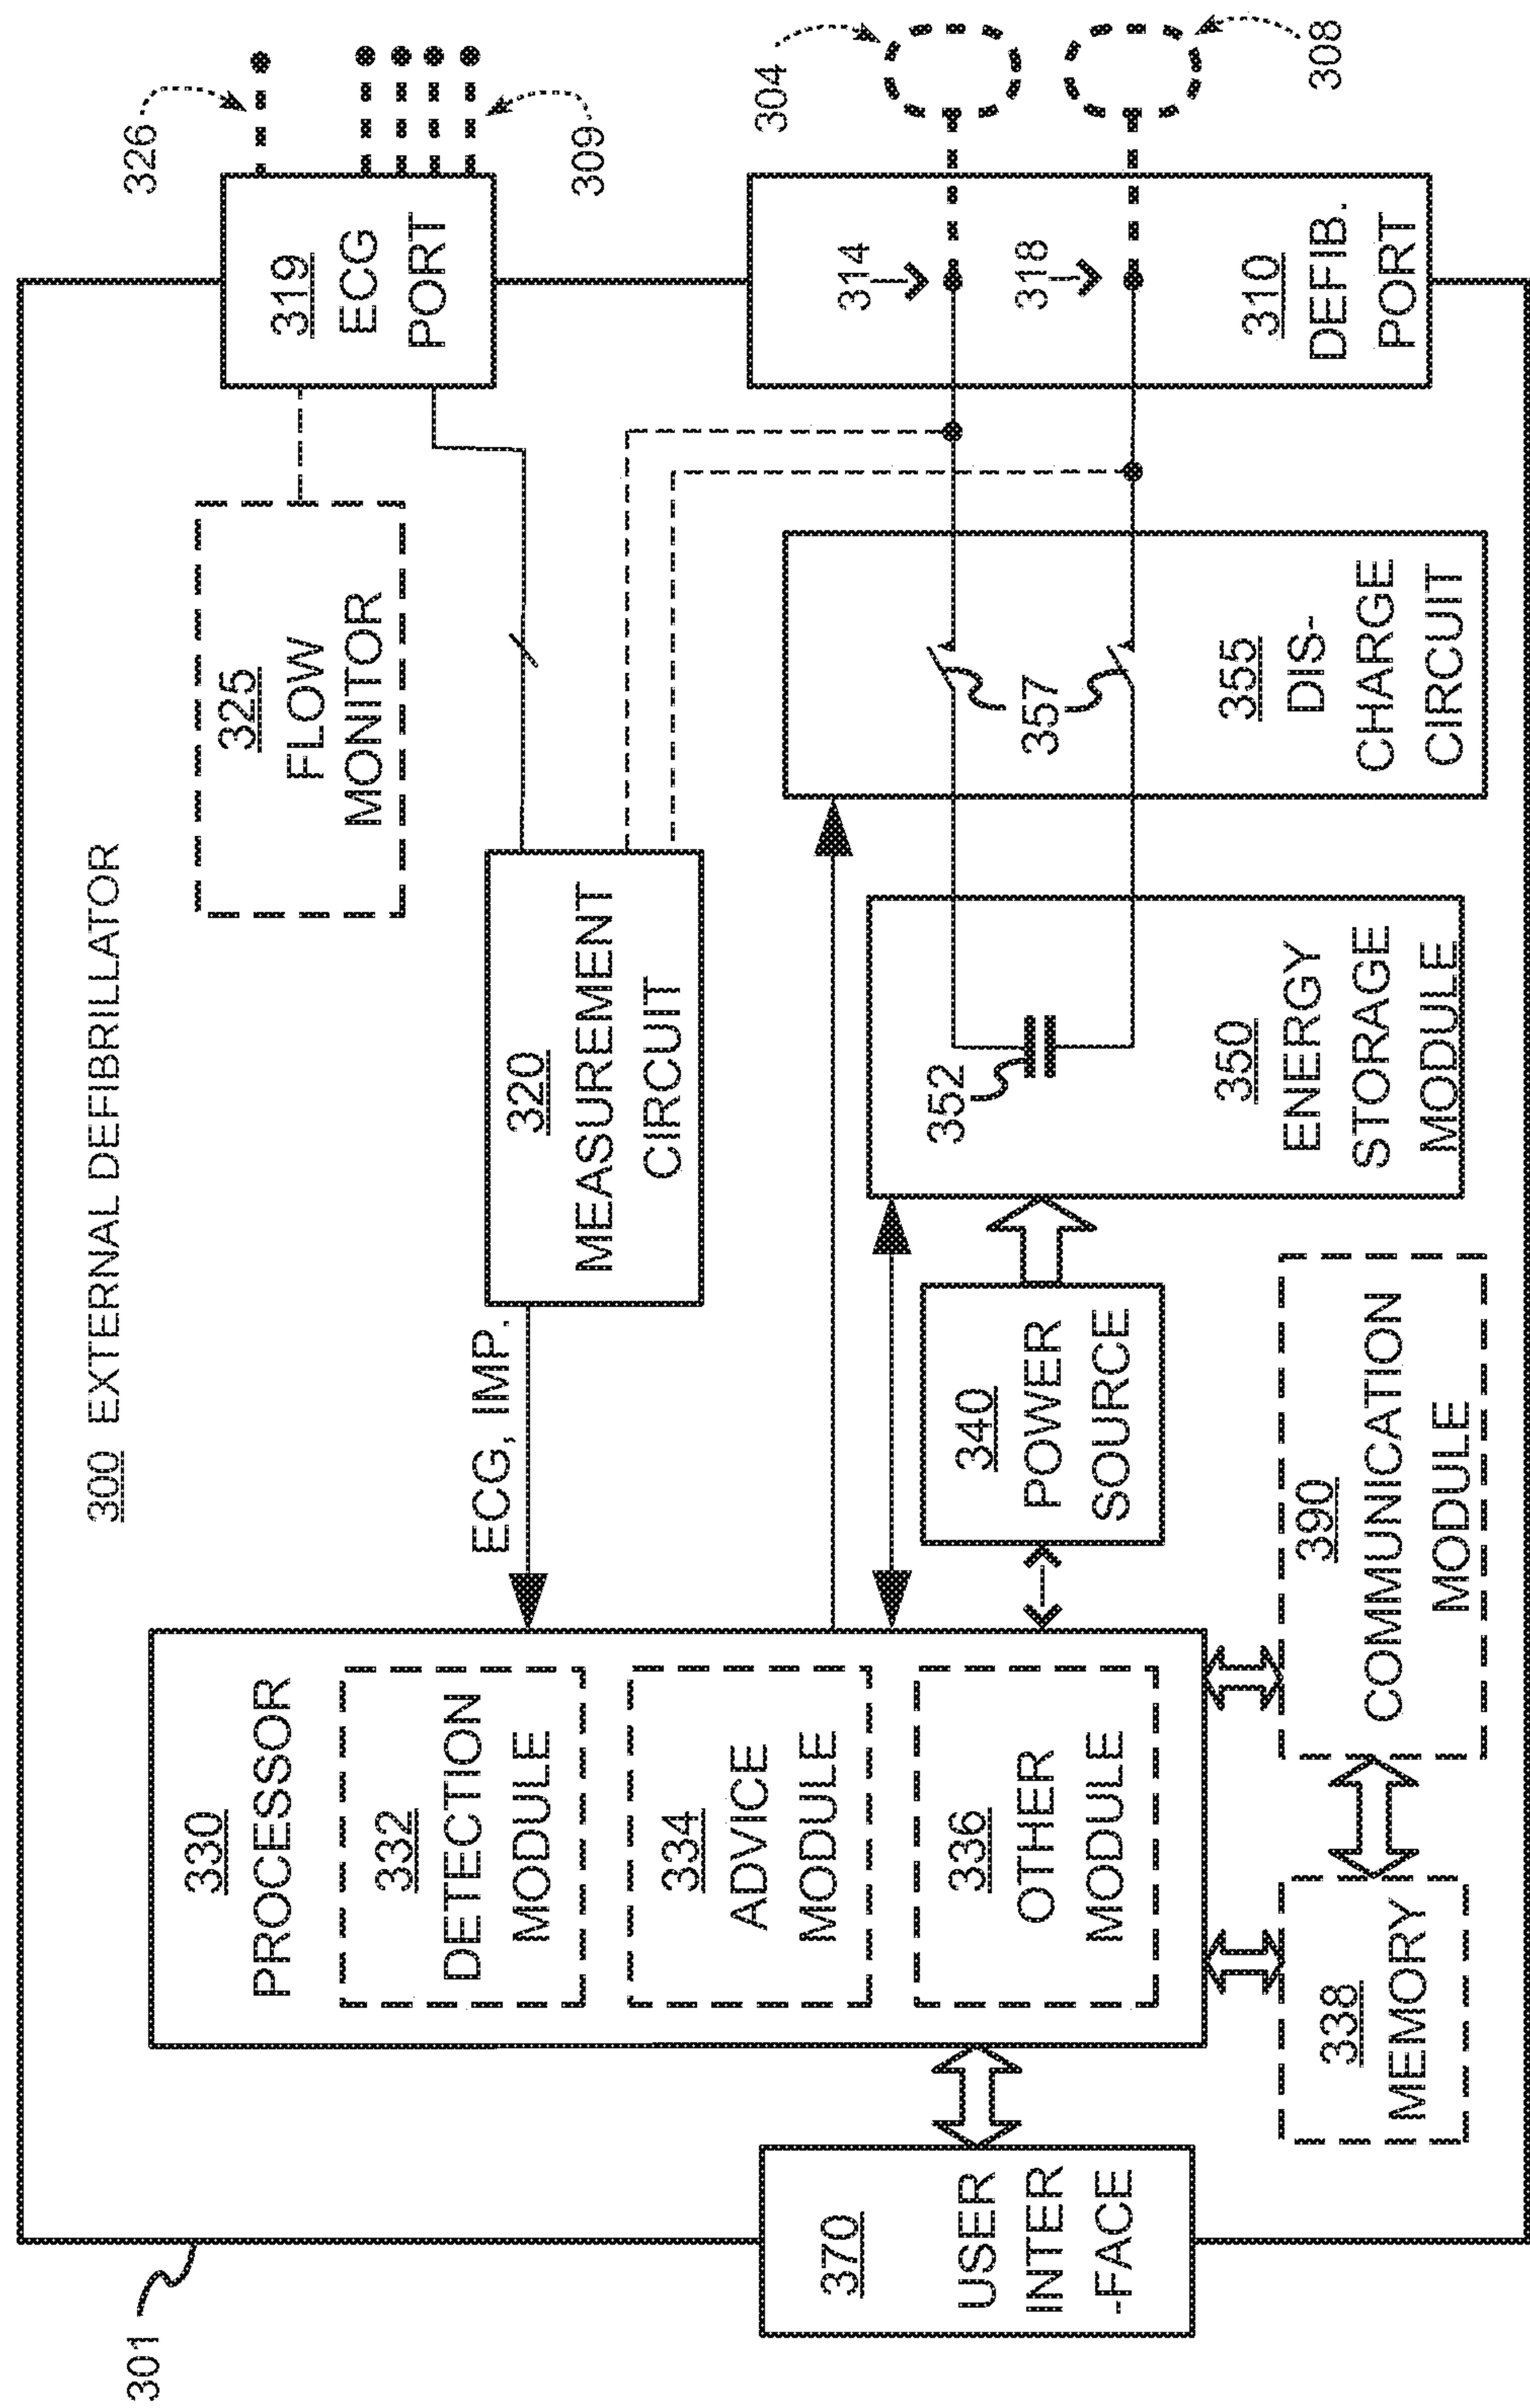 300 EXTERNAL DEFIBRILLATOR
301
326
319
ECG
PORT
309
325
FLOW
MONITOR
330
PROCESSOR
332
DETECTION
MODULE
334
ADVICE
MODULE
336
OTHER
MODULE
ECG, IMP.
320
MEASUREMENT
CIRCUIT
304
308
314
318
310
DEFIB.
PORT
357
355
DIS-
CHARGE
CIRCUIT
352
350
ENERGY
STORAGE
MODULE
340
POWER
SOURCE
370
USER
INTER
-FACE
338
MEMORY
390
COMMUNICATION
MODULE